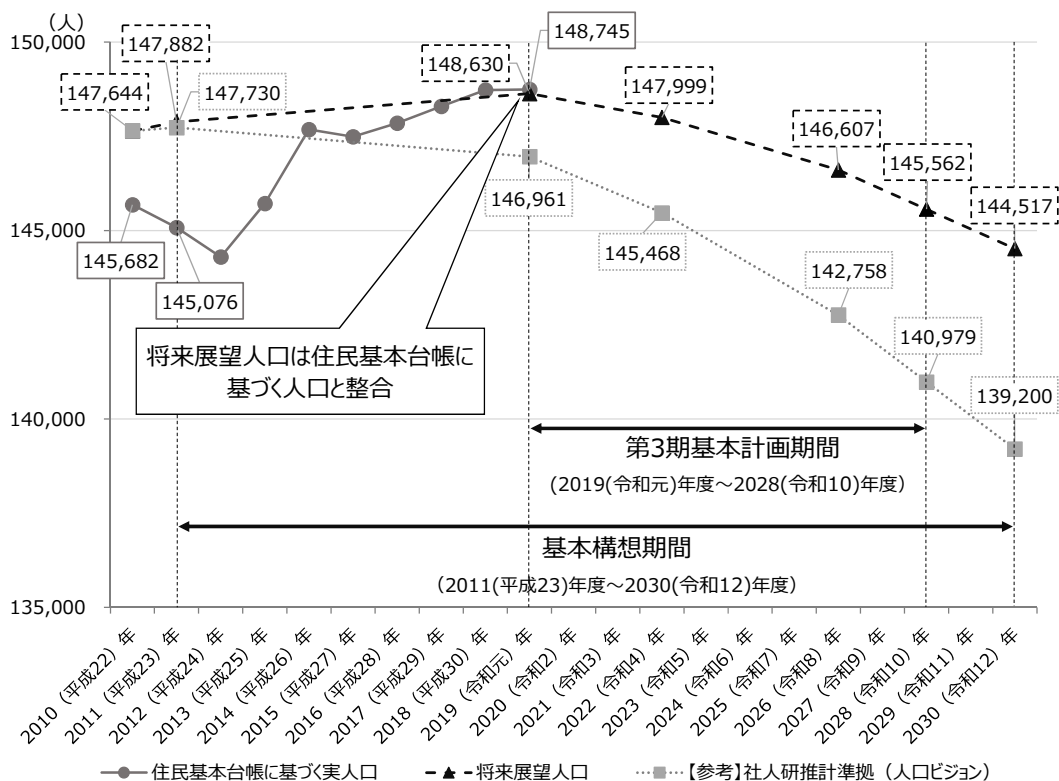 （人）
150,000
147,882
148,630
148,745
147,644
147,730
147,999
146,607
145,562
144,517
146,961
145,000
145,468
145,682
145,076
142,758
140,979
139,200
将来展望人口は住民基本台帳に
基づく人口と整合
140,000
第3期基本計画期間
（2019(令和元)年度～2028(令和10)年度）
基本構想期間
（2011(平成23)年度～2030(令和12)年度）
135,000
2010（平成22）年
2011（平成23）年
2012（平成24）年
2013（平成25）年
2014（平成26）年
2015（平成27）年
2016（平成28）年
2017（平成29）年
2018（平成30）年
2019（令和元）年
2020（令和2）年
2021（令和3）年
2022（令和4）年
2023（令和5）年
2024（令和6）年
2025（令和7）年
2026（令和8）年
2027（令和9）年
2028（令和10）年
2029（令和11）年
2030（令和12）年
住民基本台帳に基づく実人口
将来展望人口
【参考】社人研推計準拠（人口ビジョン）